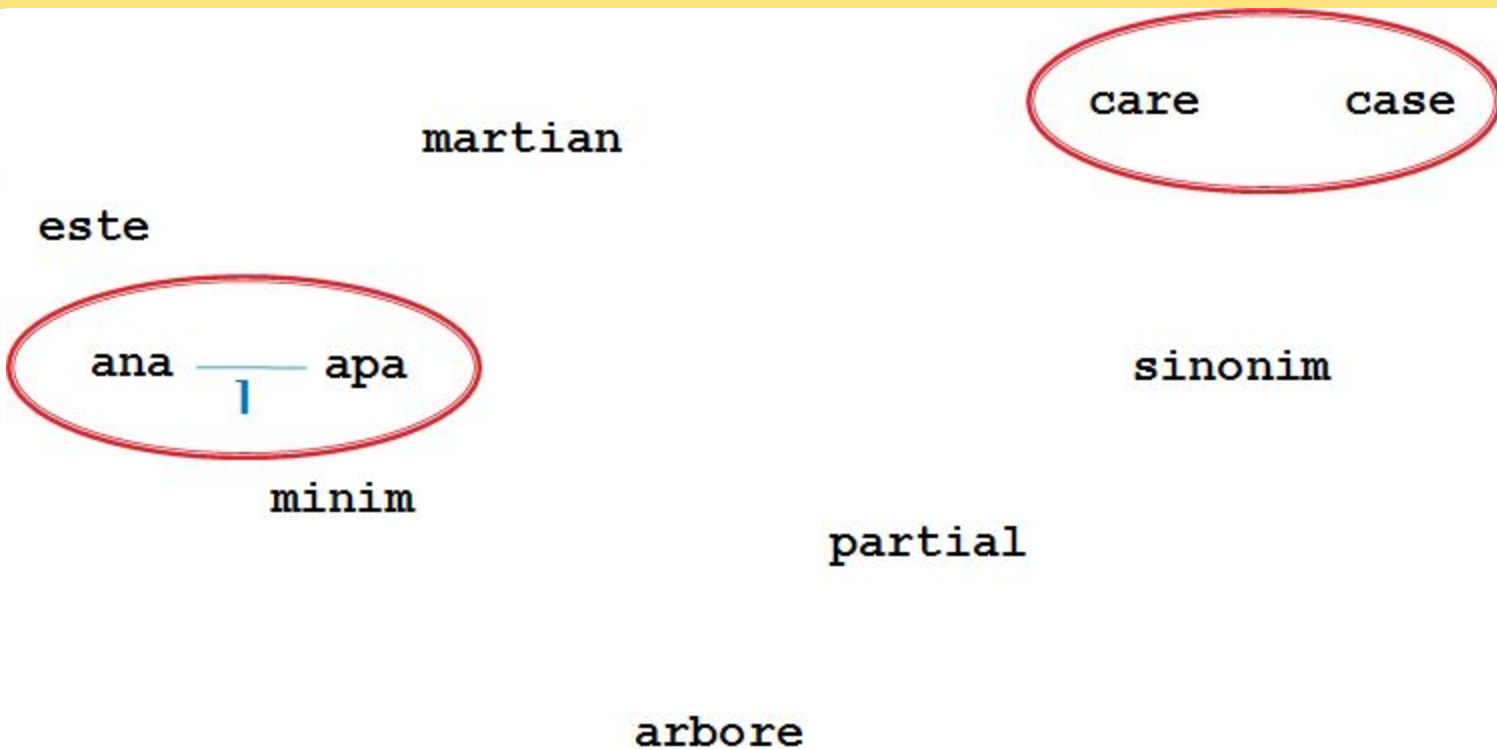 care case
martian
este
ana apa
1
sinonim
minim
partial
arbore